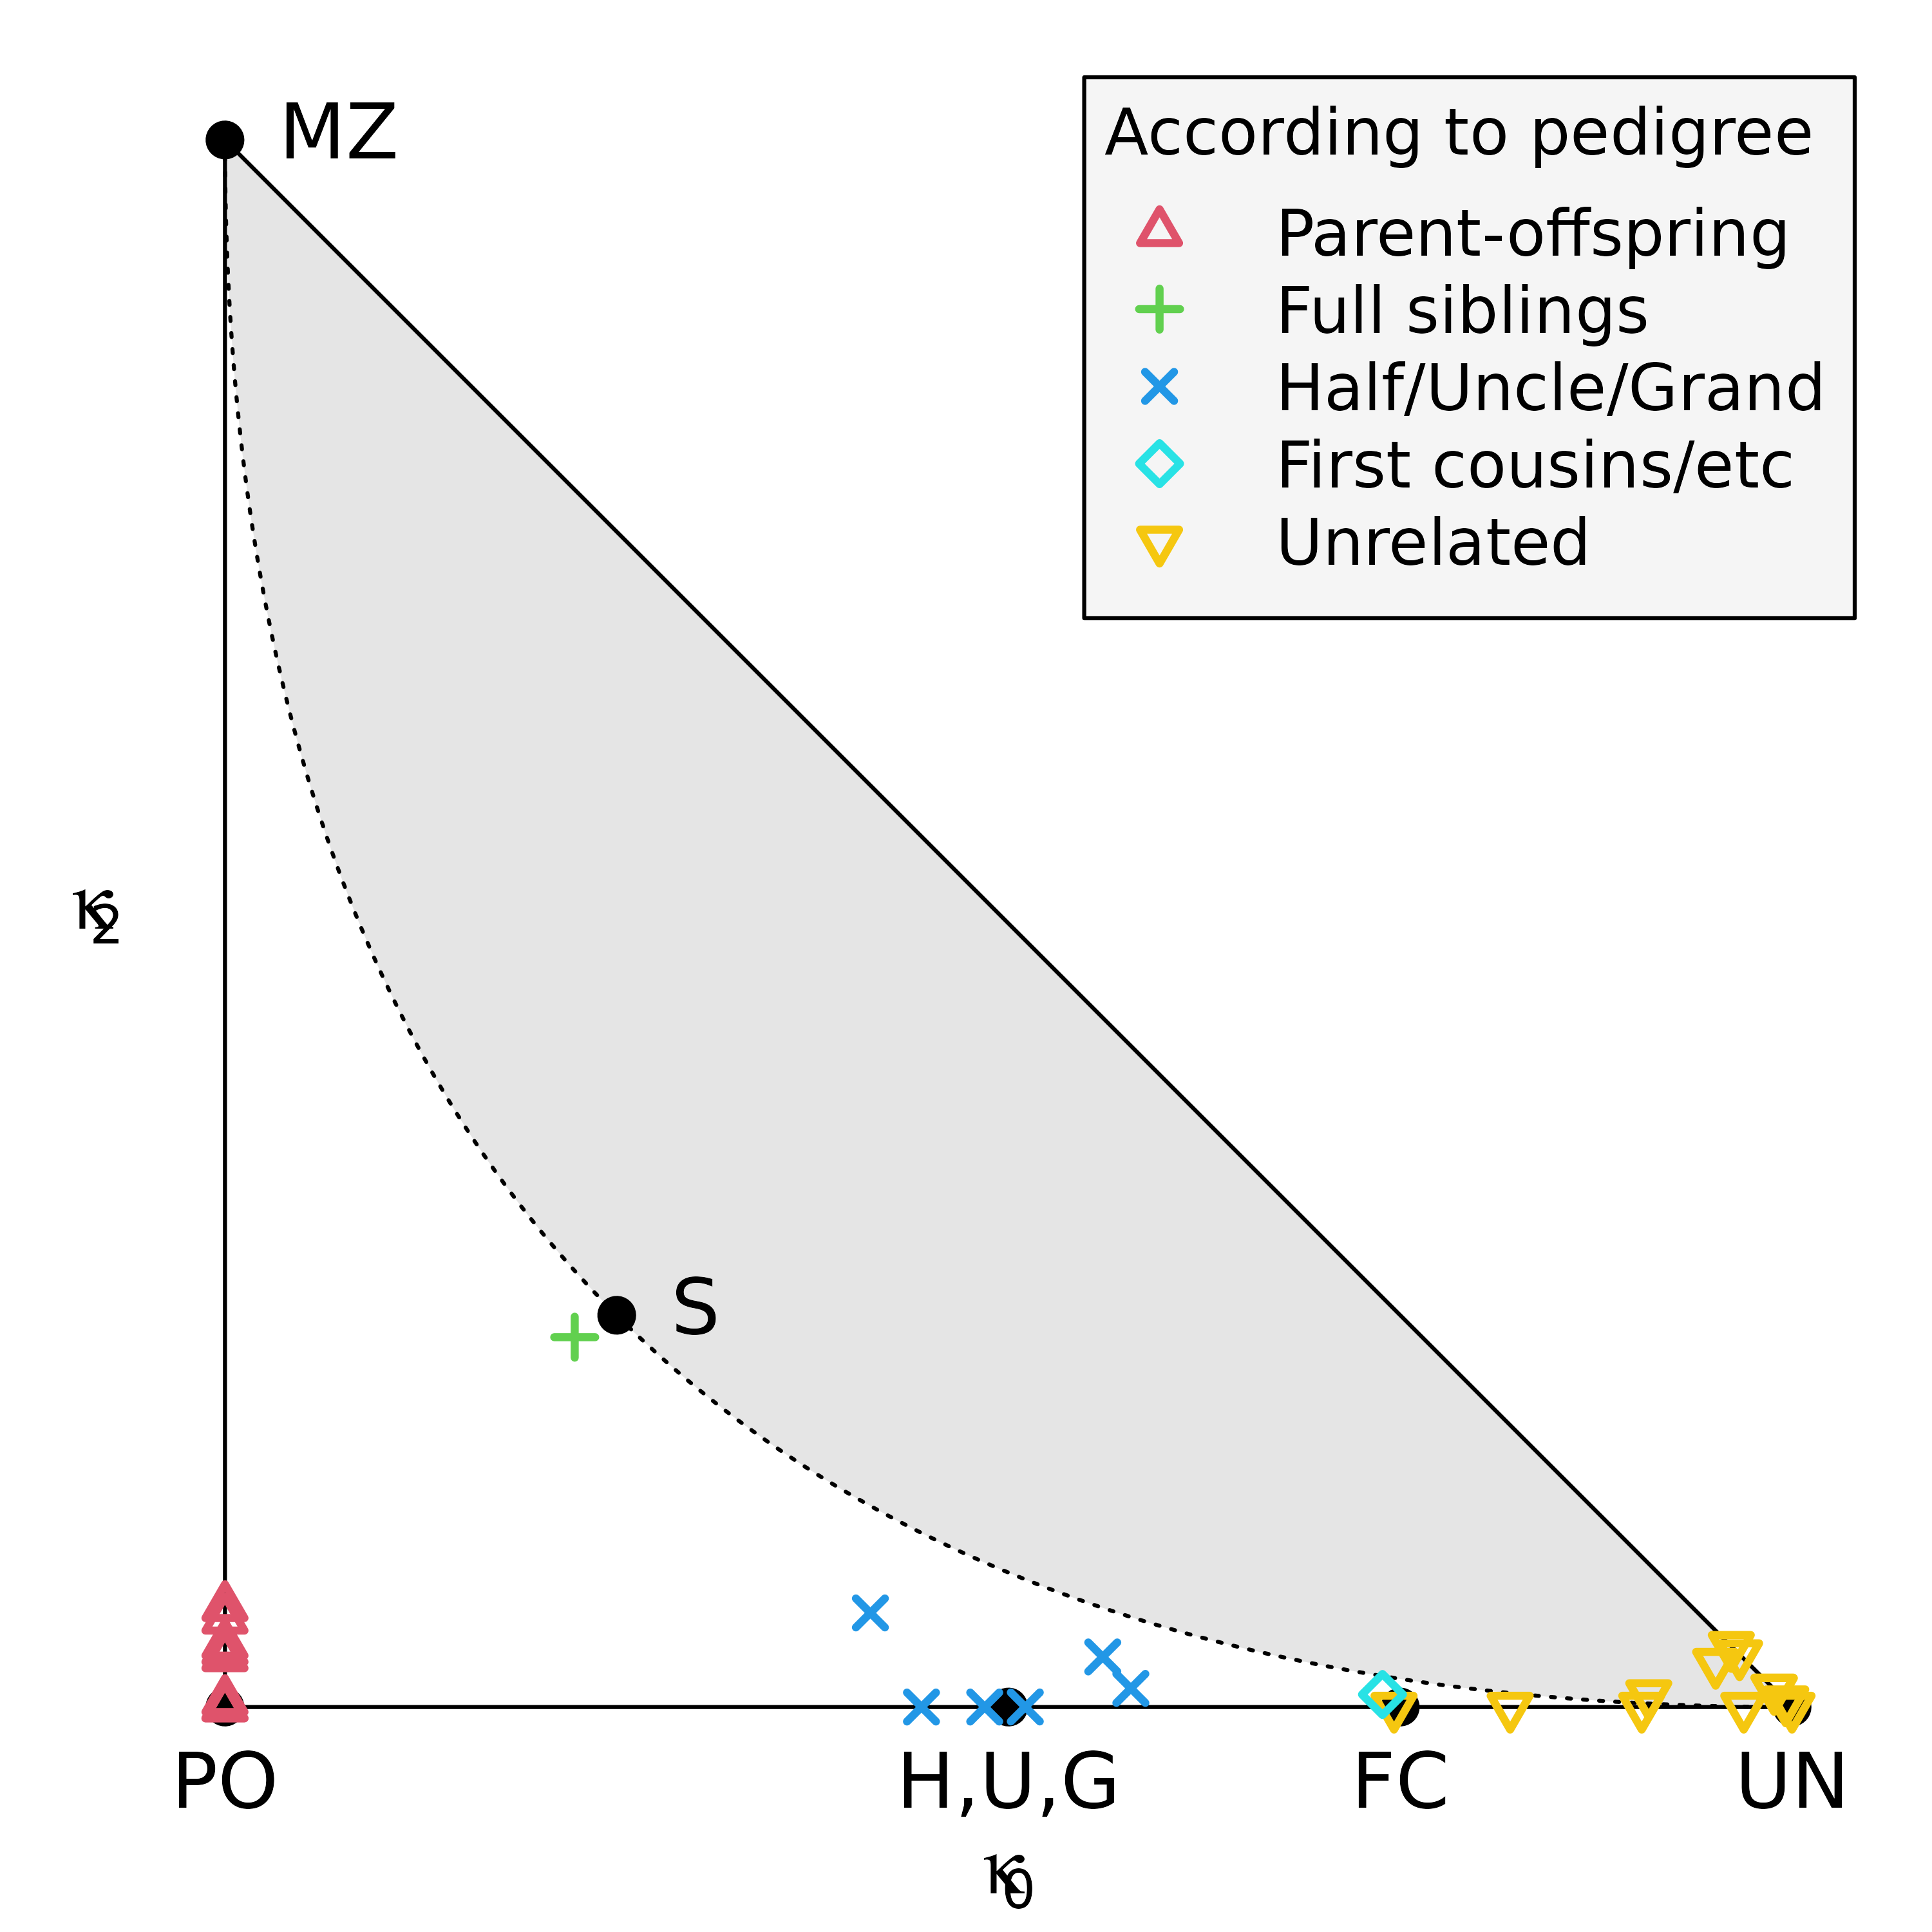 MZ
According to pedigree
Parent-offspring
Full siblings
Half/Uncle/Grand
First cousins/etc
Unrelated
κ2
S
PO
H,U,G
FC
UN
κ0